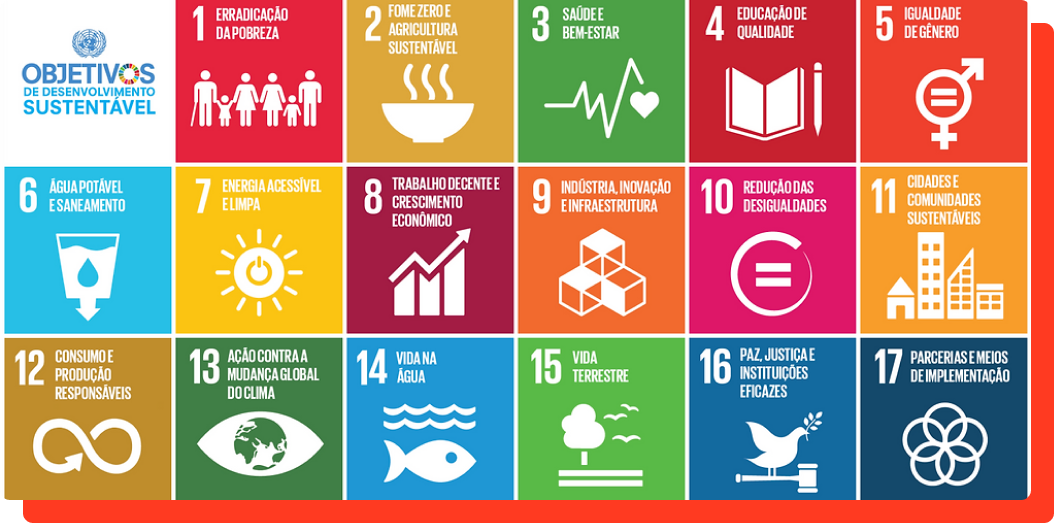 OBJETIVOS
DE DESENVOLVIMENTO
SUSTENTÁVEL
1 ERRADICAÇÃO
DA POBREZA
2 FOME ZERO E
AGRICULTURA
SUSTENTÁVEL
3 SAÚDE E
BEM-ESTAR
4 EDUCAÇÃO DE
QUALIDADE
5 IGUALDADE
DE GÊNERO
6 ÁGUA POTÁVEL
E SANEAMENTO
7 ENERGIA ACESSÍVEL
E LIMPA
8 TRABALHO DECENTE E
CRESCIMENTO
ECONÔMICO
9 INDÚSTRIA, INOVAÇÃO
E INFRAESTRUTURA
10 REDUÇÃO DAS
DESIGUALDADES
11 CIDADES E
COMUNIDADES
SUSTENTÁVEIS
12 CONSUMO E
PRODUÇÃO
RESPONSÁVEIS
13 AÇÃO CONTRA A
MUDANÇA GLOBAL
DO CLIMA
14 VIDA NA
ÁGUA
15 VIDA
TERRESTRE
16 PAZ, JUSTIÇA E
INSTITUIÇÕES
EFICAZES
17 PARCERIAS E MEIOS
DE IMPLEMENTAÇÃO